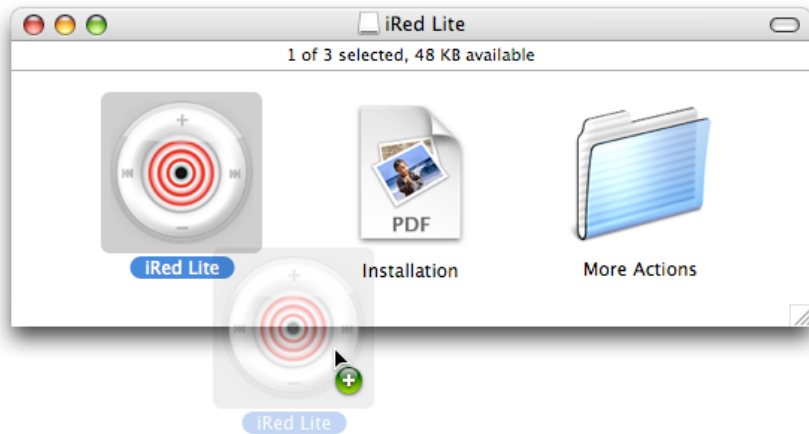 iRed Lite
1 of 3 selected, 48 KB available
PDF
iRed Lite
Installation
More Actions
iRed Lite